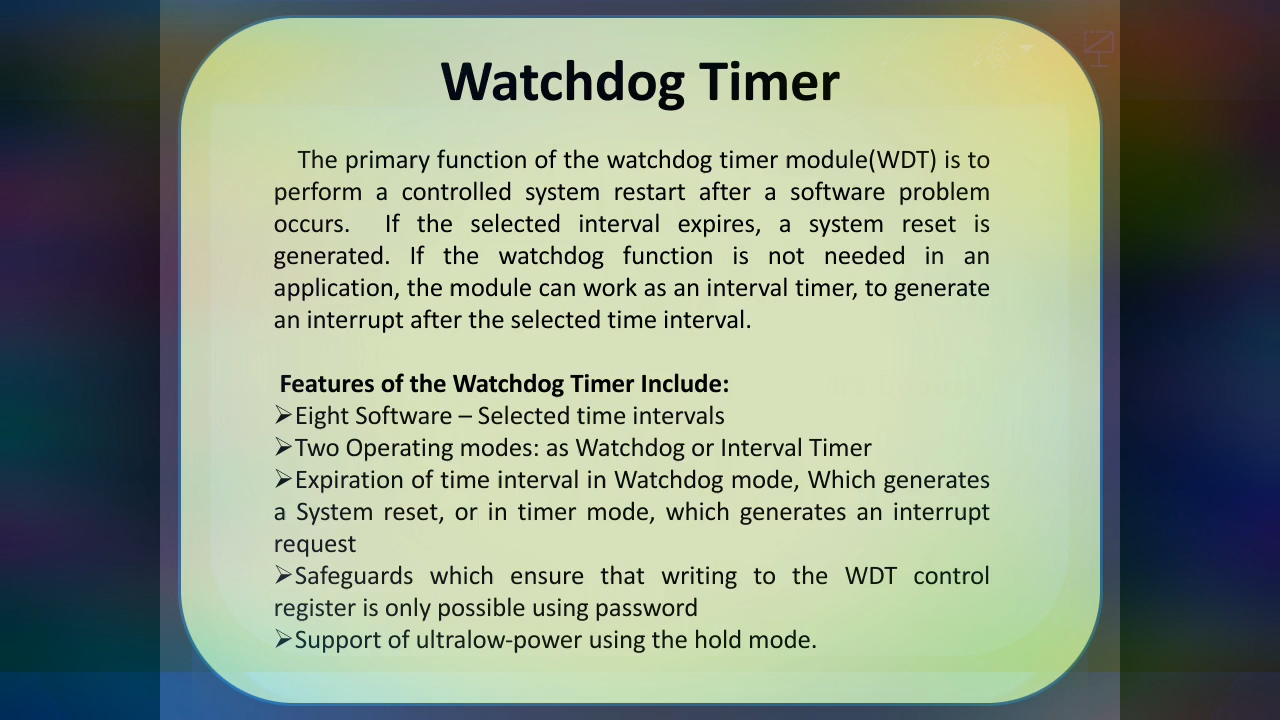 Watchdog Timer
The primary function of the watchdog timer module(WDT) is to
perform a controlled system restart after a software problem
occurs. If the selected interval expires, a system reset is
generated. If the watchdog function is not needed in an
application, the module can work as an interval timer, to generate
an interrupt after the selected time interval.
Features of the Watchdog Timer Include:
➢Eight Software – Selected time intervals
➢Two Operating modes: as Watchdog or Interval Timer
➢Expiration of time interval in Watchdog mode, Which generates
a System reset, or in timer mode, which generates an interrupt
request
➢Safeguards which ensure that writing to the WDT control
register is only possible using password
➢Support of ultralow-power using the hold mode.